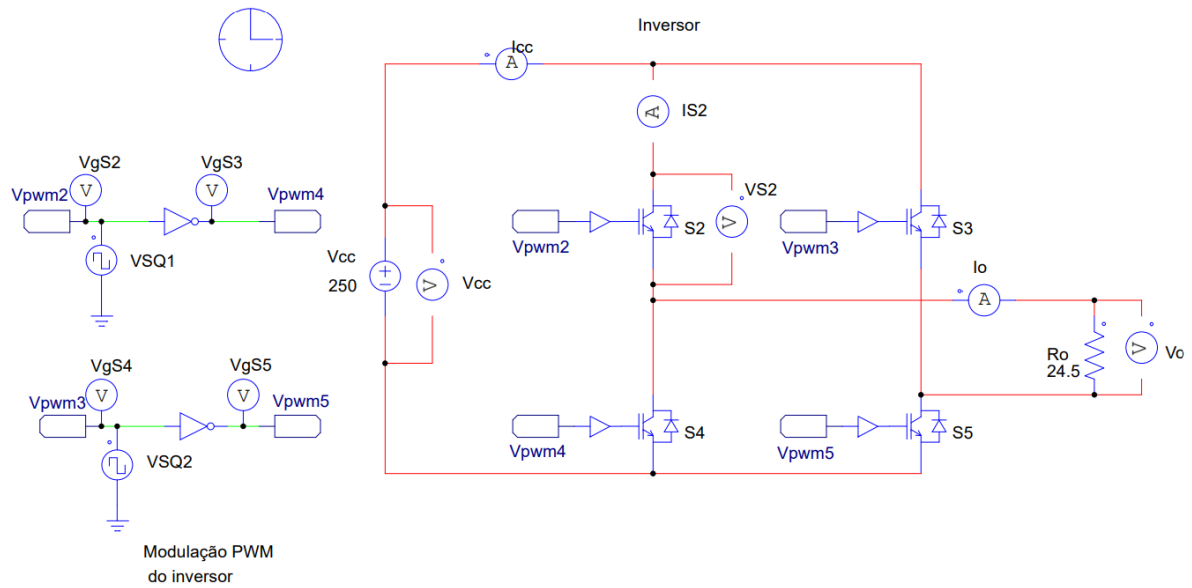 Inversor
Icc
A
A
IS2
VgS2
VgS3
V
V
Vpwm2
Vpwm4
VSQ1
VS2
V
S2
Vpwm2
S3
Vpwm3
Vcc
250
V
Vcc
Io
A
VgS4
VgS5
V
V
Vpwm3
Vpwm5
VSQ2
Ro
24.5
V
Vo
S4
Vpwm4
S5
Vpwm5
Modulação PWM
do inversor